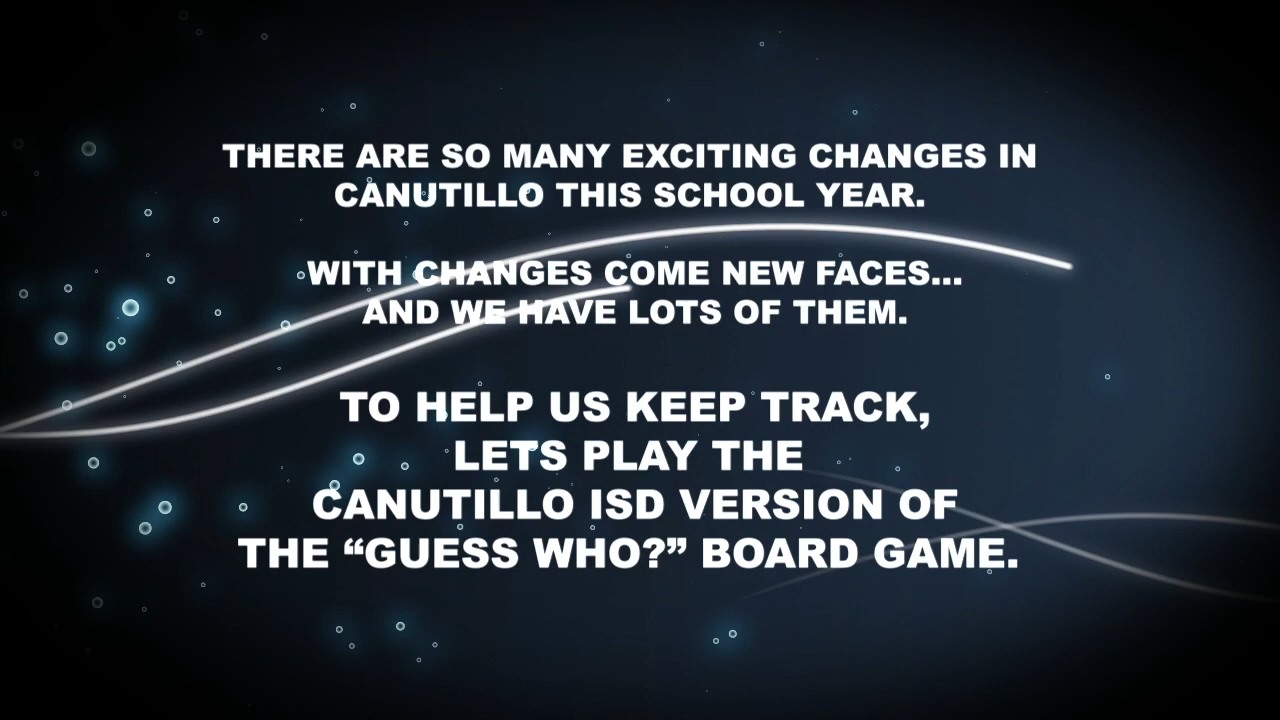 THERE ARE SO MANY EXCITING CHANGES IN
CANUTILLO THIS SCHOOL YEAR.
WITH CHANGES COME NEW FACES...
AND WE HAVE LOTS OF THEM.
TO HELP US KEEP TRACK,
LETS PLAY THE
CANUTILLO ISD VERSION OF
THE “GUESS WHO?” BOARD GAME.